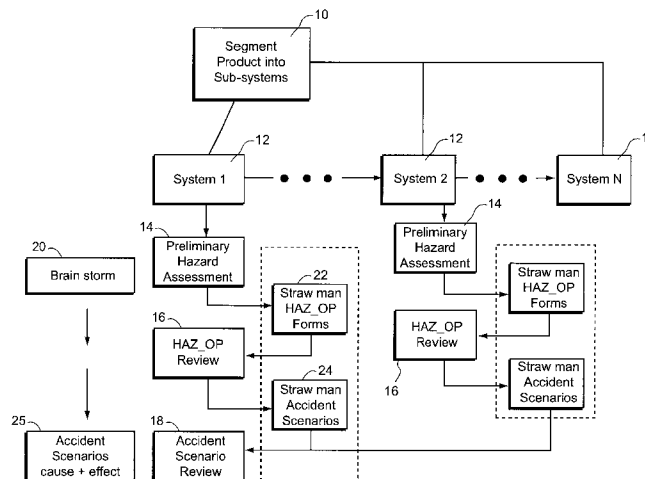 10
Segment
Product into
Sub-systems
12
System 1
12
System 2
1
System N
14
Preliminary
Hazard
Assessment
14
Preliminary
Hazard
Assessment
20
Brain storm
22
Straw man
HAZ_OP
Forms
Straw man
HAZ_OP
Forms
16
HAZ_OP
Review
HAZ_OP
Review
16
24
Straw man
Accident
Scenarios
Straw man
Accident
Scenarios
25
Accident
Scenarios
cause + effect
18
Accident
Scenario
Review